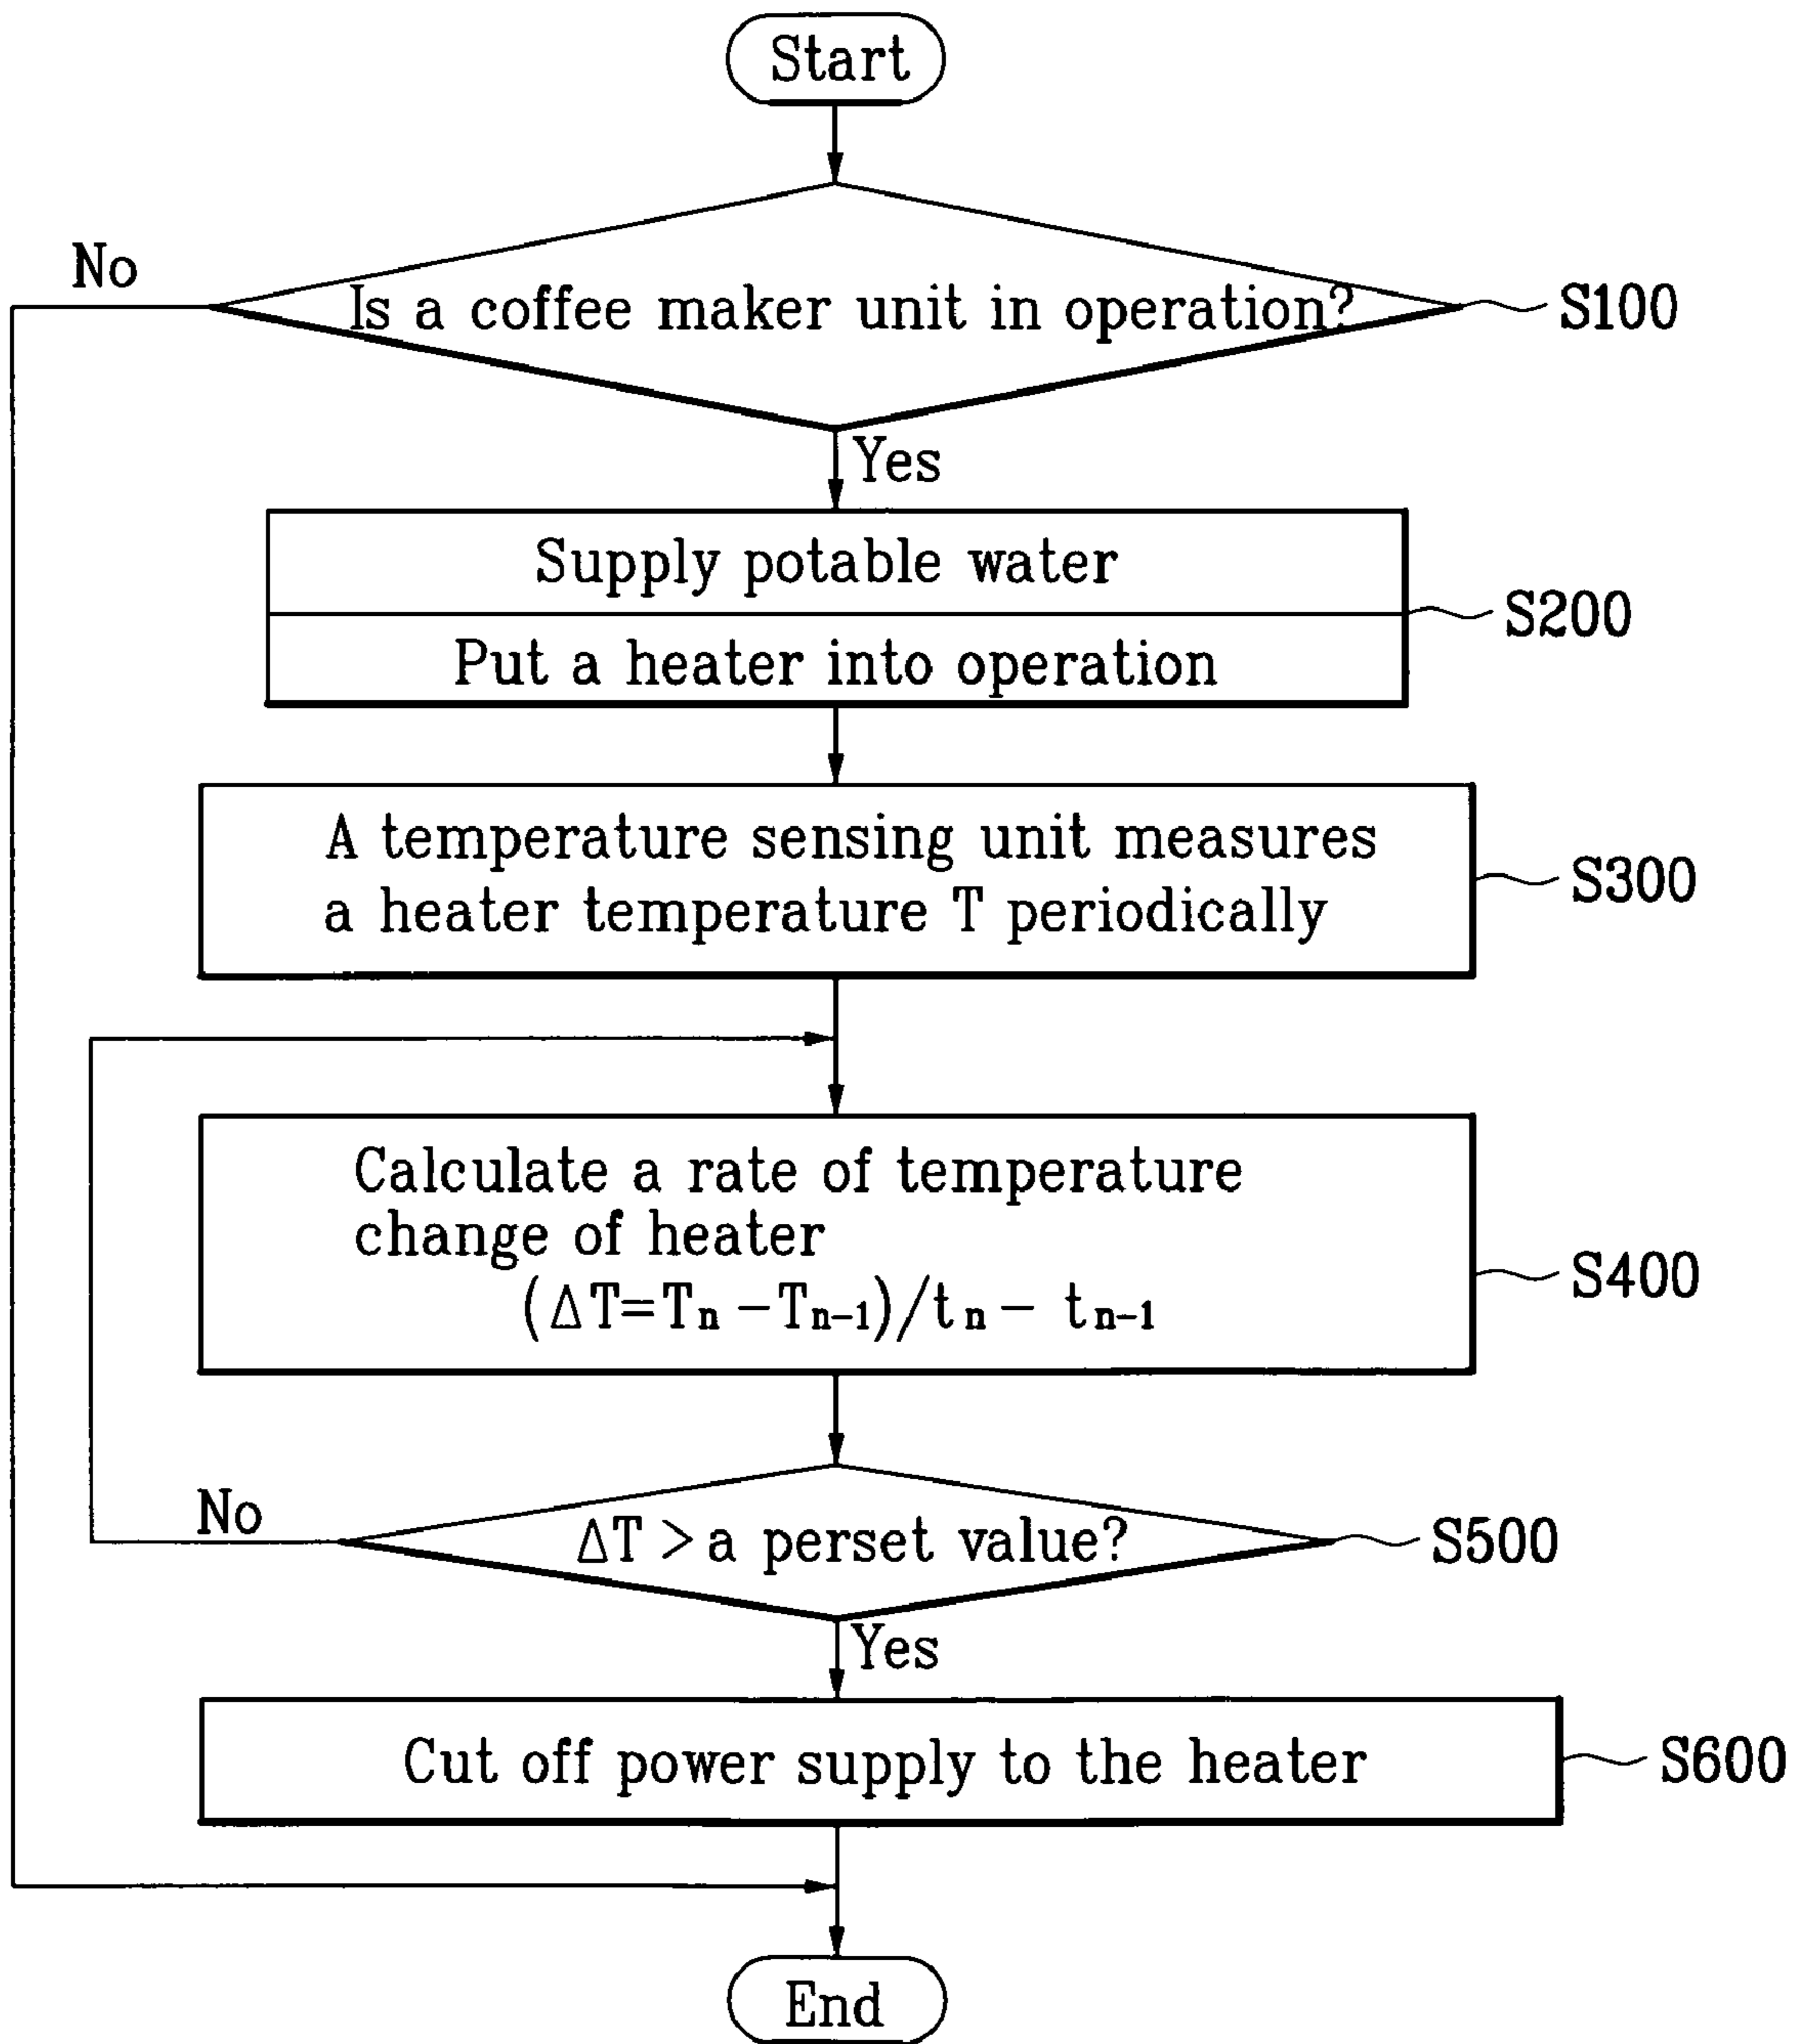 Start
No
Is a coffee maker unit in operation?
S100
Yes
Supply potable water
Put a heater into operation
S200
A temperature sensing unit measures
a heater temperature T periodically
S300
Calculate a rate of temperature
change of heater
(ΔT=Tn−Tn−1)/tn− tn−1
S400
No
ΔT>a perset value?
S500
Yes
Cut off power supply to the heater
S600
End